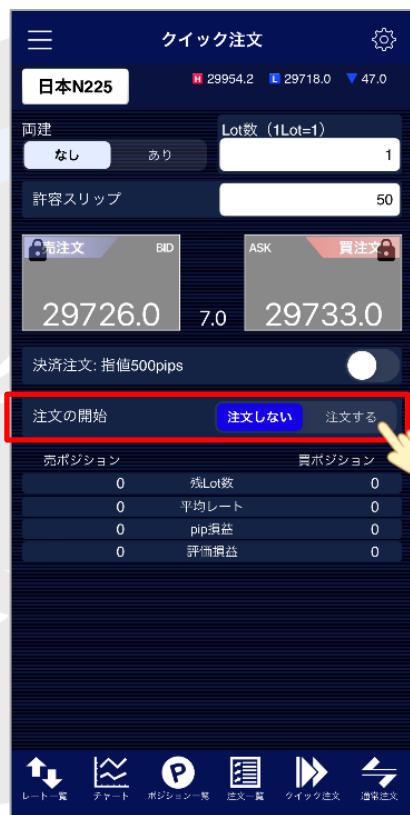 クイック注文
日本N225 H 29954.2 L 29718.0 ▼ 47.0
両建 Lot数（1Lot=1）
なし あり 1
許容スリップ 50
売注文 BID ASK 買注文
29726.0 7.0 29733.0
決済注文: 指値500pips
注文の開始 注文しない 注文する
売ポジション 買ポジション
0 残Lot数 0
0 平均レート 0
0 pip損益 0
0 評価損益 0
P
レート一覧 チャート ポジション一覧 注文一覧 クイック注文 通常注文